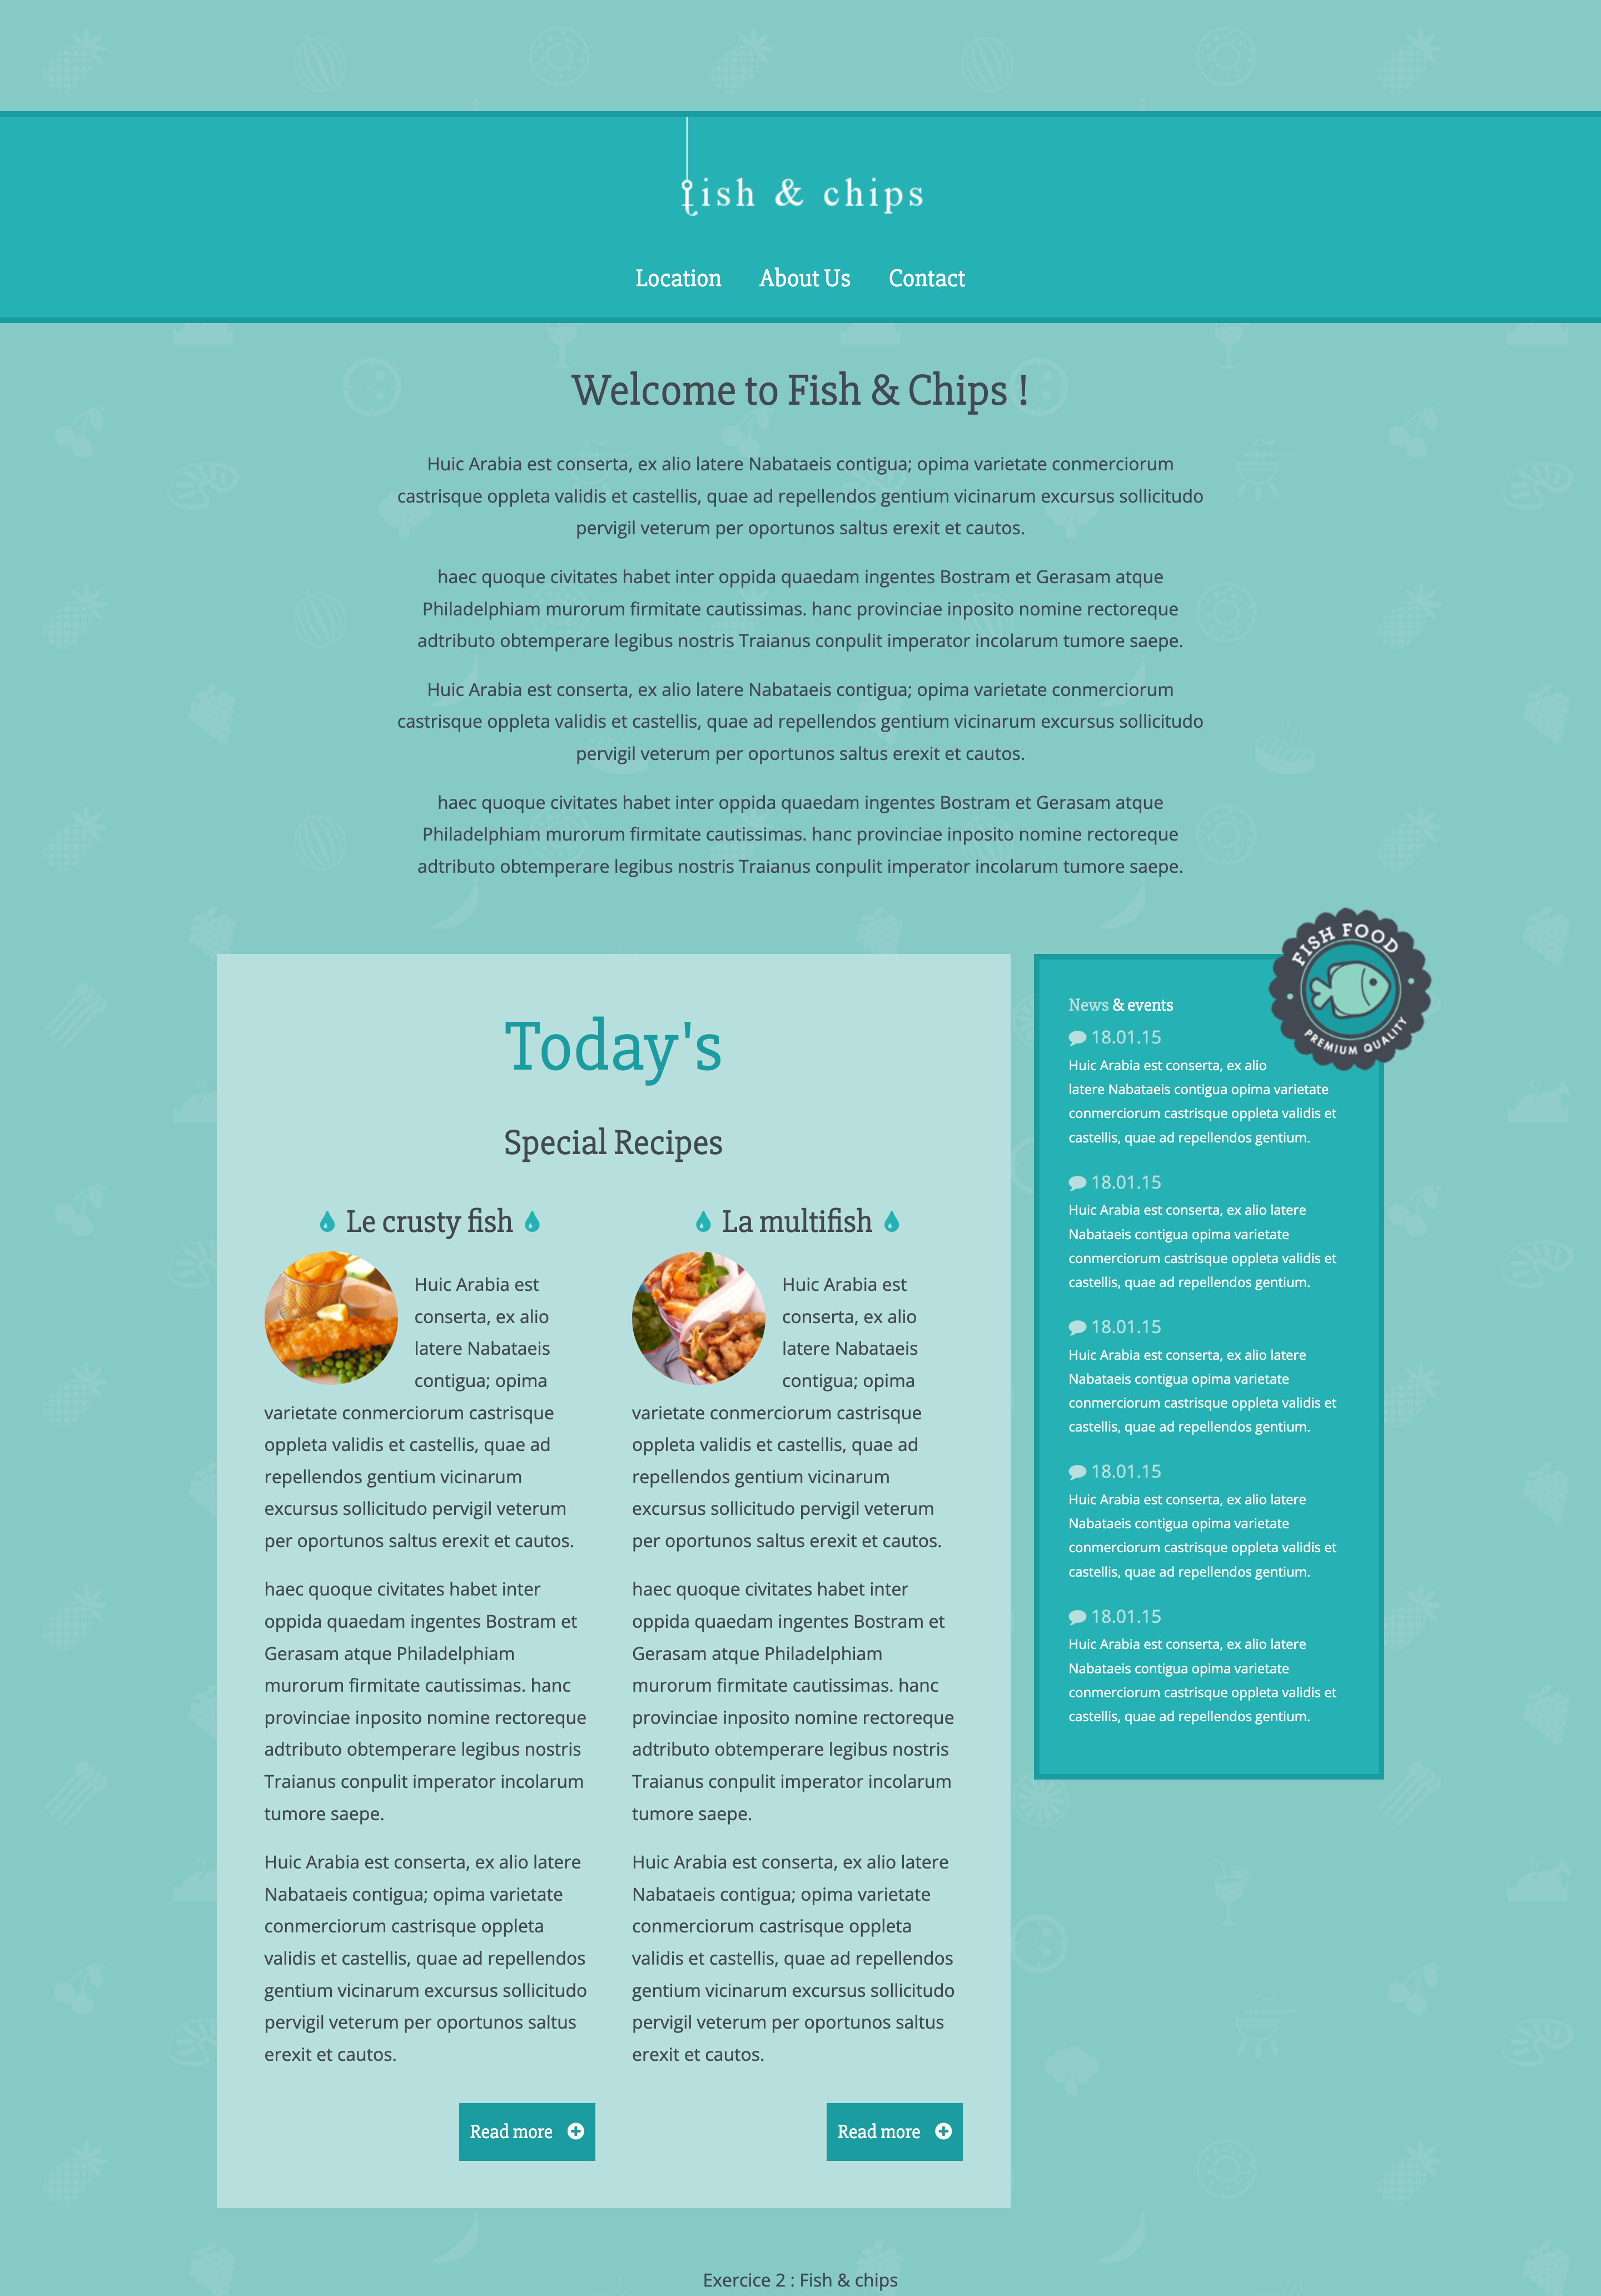 fish & chips
Location About Us Contact
Welcome to Fish & Chips !
Huic Arabia est conserta, ex alio latere Nabataeis contigua; opima varietate conmerciorum
castrisque oppleta validis et castellis, quae ad repellendos gentium vicinarum excursus sollicitudo
pervigil veterum per oportunos saltus erexit et cautos.
haec quoque civitates habet inter oppida quaedam ingentes Bostram et Gerasam atque
Philadelphiam murorum firmitate cautissimas. hanc provinciae inposito nomine rectoreque
adtributo obtemperare legibus nostris Traianus conpulit imperator incolarum tumore saepe.
Huic Arabia est conserta, ex alio latere Nabataeis contigua; opima varietate conmerciorum
castrisque oppleta validis et castellis, quae ad repellendos gentium vicinarum excursus sollicitudo
pervigil veterum per oportunos saltus erexit et cautos.
haec quoque civitates habet inter oppida quaedam ingentes Bostram et Gerasam atque
Philadelphiam murorum firmitate cautissimas. hanc provinciae inposito nomine rectoreque
adtributo obtemperare legibus nostris Traianus conpulit imperator incolarum tumore saepe.
Today's
Special Recipes
Le crusty fish
Huic Arabia est
conserta, ex alio
latere Nabataeis
contigua; opima
varietate conmerciorum castrisque
oppleta validis et castellis, quae ad
repellendos gentium vicinarum
excursus sollicitudo pervigil veterum
per oportunos saltus erexit et cautos.
haec quoque civitates habet inter
oppida quaedam ingentes Bostram et
Gerasam atque Philadelphiam
murorum firmitate cautissimas. hanc
provinciae inposito nomine rectoreque
adtributo obtemperare legibus nostris
Traianus conpulit imperator incolarum
tumore saepe.
Huic Arabia est conserta, ex alio latere
Nabataeis contigua; opima varietate
conmerciorum castrisque oppleta
validis et castellis, quae ad repellendos
gentium vicinarum excursus sollicitudo
pervigil veterum per oportunos saltus
erexit et cautos.
Read more
La multifish
Huic Arabia est
conserta, ex alio
latere Nabataeis
contigua; opima
varietate conmerciorum castrisque
oppleta validis et castellis, quae ad
repellendos gentium vicinarum
excursus sollicitudo pervigil veterum
per oportunos saltus erexit et cautos.
haec quoque civitates habet inter
oppida quaedam ingentes Bostram et
Gerasam atque Philadelphiam
murorum firmitate cautissimas. hanc
provinciae inposito nomine rectoreque
adtributo obtemperare legibus nostris
Traianus conpulit imperator incolarum
tumore saepe.
Huic Arabia est conserta, ex alio latere
Nabataeis contigua; opima varietate
conmerciorum castrisque oppleta
validis et castellis, quae ad repellendos
gentium vicinarum excursus sollicitudo
pervigil veterum per oportunos saltus
erexit et cautos.
Read more
FISH FOOD
PREMIUM QUALITY
News & events
18.01.15
Huic Arabia est conserta, ex alio
latere Nabataeis contigua opima varietate
conmerciorum castrisque oppleta validis et
castellis, quae ad repellendos gentium.
18.01.15
Huic Arabia est conserta, ex alio latere
Nabataeis contigua opima varietate
conmerciorum castrisque oppleta validis et
castellis, quae ad repellendos gentium.
18.01.15
Huic Arabia est conserta, ex alio latere
Nabataeis contigua opima varietate
conmerciorum castrisque oppleta validis et
castellis, quae ad repellendos gentium.
18.01.15
Huic Arabia est conserta, ex alio latere
Nabataeis contigua opima varietate
conmerciorum castrisque oppleta validis et
castellis, quae ad repellendos gentium.
18.01.15
Huic Arabia est conserta, ex alio latere
Nabataeis contigua opima varietate
conmerciorum castrisque oppleta validis et
castellis, quae ad repellendos gentium.
Exercice 2 : Fish & chips